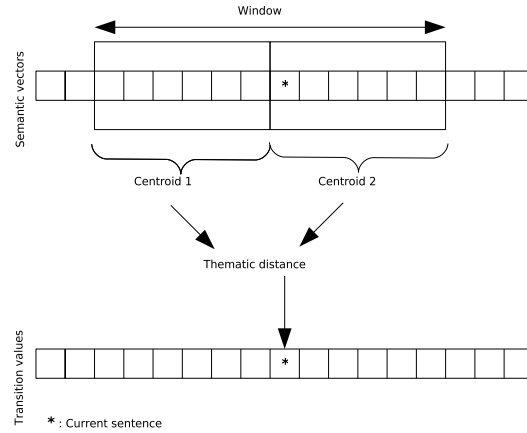 Window
Semantic vectors
*
Centroid 1
Centroid 2
Thematic distance
Transition values
*
* : Current sentence